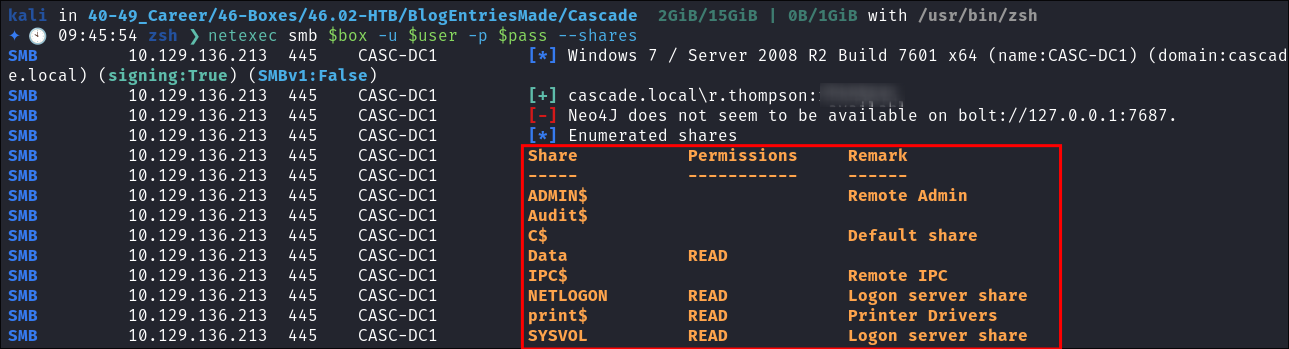 kali in 40-49_Career/46-Boxes/46.02-HTB/BlogEntriesMade/Cascade 2GiB/15GiB | 0B/1GiB with /usr/bin/zsh
09:45:54 zsh ❯ netexec smb $box -u $user -p $pass --shares
SMB 10.129.136.213 445 CASC-DC1 [*] Windows 7 / Server 2008 R2 Build 7601 x64 (name:CASC-DC1) (domain:cascad
e.local) (signing:True) (SMBv1:False)
SMB 10.129.136.213 445 CASC-DC1 [+] cascade.local\r.thompson:
SMB 10.129.136.213 445 CASC-DC1 [-] Neo4J does not seem to be available on bolt://127.0.0.1:7687.
SMB 10.129.136.213 445 CASC-DC1 [*] Enumerated shares
SMB 10.129.136.213 445 CASC-DC1 Share Permissions Remark
SMB 10.129.136.213 445 CASC-DC1 ----- ----------- ------
SMB 10.129.136.213 445 CASC-DC1 ADMIN$ Remote Admin
SMB 10.129.136.213 445 CASC-DC1 Audit$
SMB 10.129.136.213 445 CASC-DC1 C$ Default share
SMB 10.129.136.213 445 CASC-DC1 Data READ
SMB 10.129.136.213 445 CASC-DC1 IPC$ Remote IPC
SMB 10.129.136.213 445 CASC-DC1 NETLOGON READ Logon server share
SMB 10.129.136.213 445 CASC-DC1 print$ READ Printer Drivers
SMB 10.129.136.213 445 CASC-DC1 SYSVOL READ Logon server share